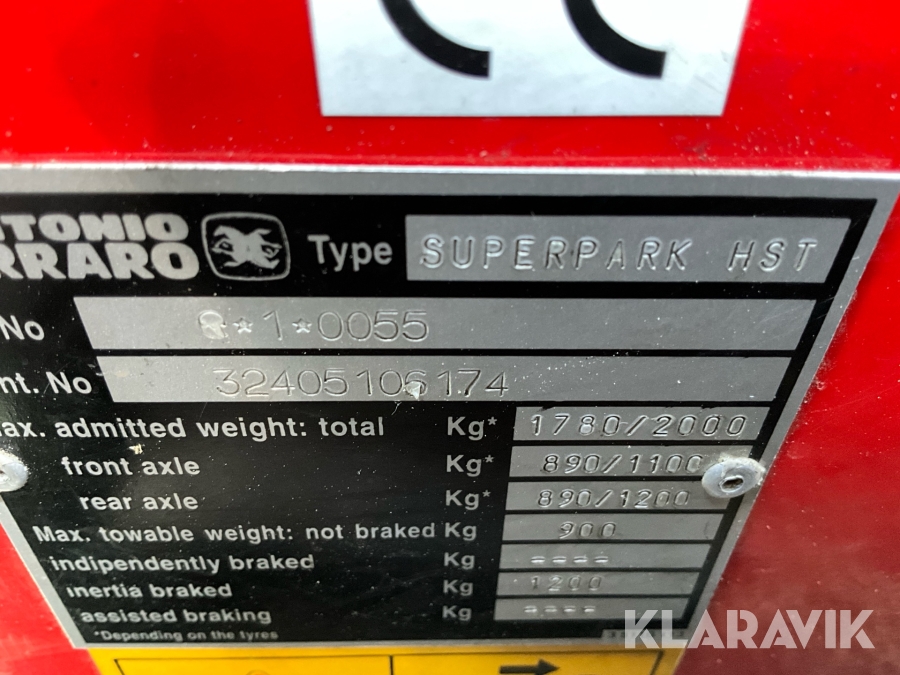 CE
TONIO
RRARO
Type SUPERPARK HST
No *1*0055
nt. No 32405106174
ax. admitted weight: total Kg* 1780/2000
front axle Kg* 890/1100
rear axle Kg* 890/1200
Max. towable weight: not braked Kg 900
indipendently braked Kg ====
inertia braked Kg 1200
assisted braking Kg ====
*Depending on the tyres
KLARAVIK